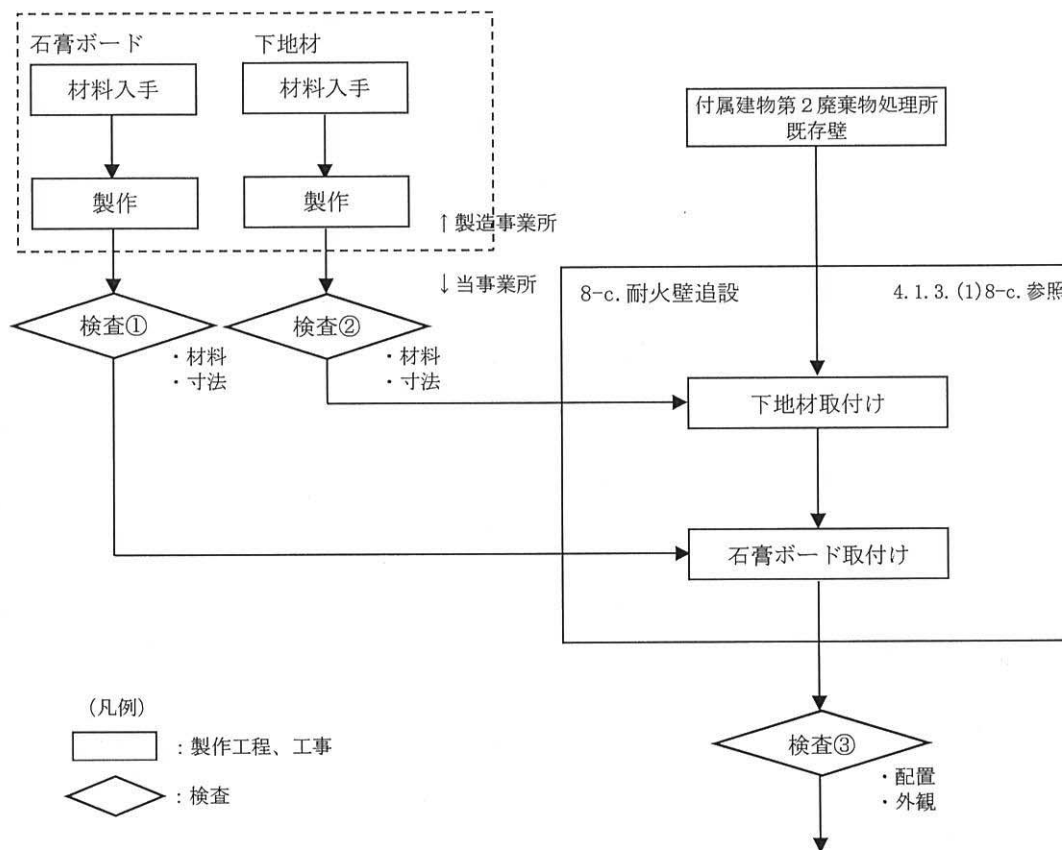 石膏ボード
下地材
材料入手
材料入手
付属建物第2廃棄物処理所
既存壁
製作
製作
↑製造事業所
↓当事業所
8-c.耐火壁追設
4.1.3.(1)8-c.参照
検査①
・材料
・寸法
検査②
・材料
・寸法
下地材取付け
石膏ボード取付け
(凡例)
:製作工程、工事
:検査
検査③
・配置
・外観